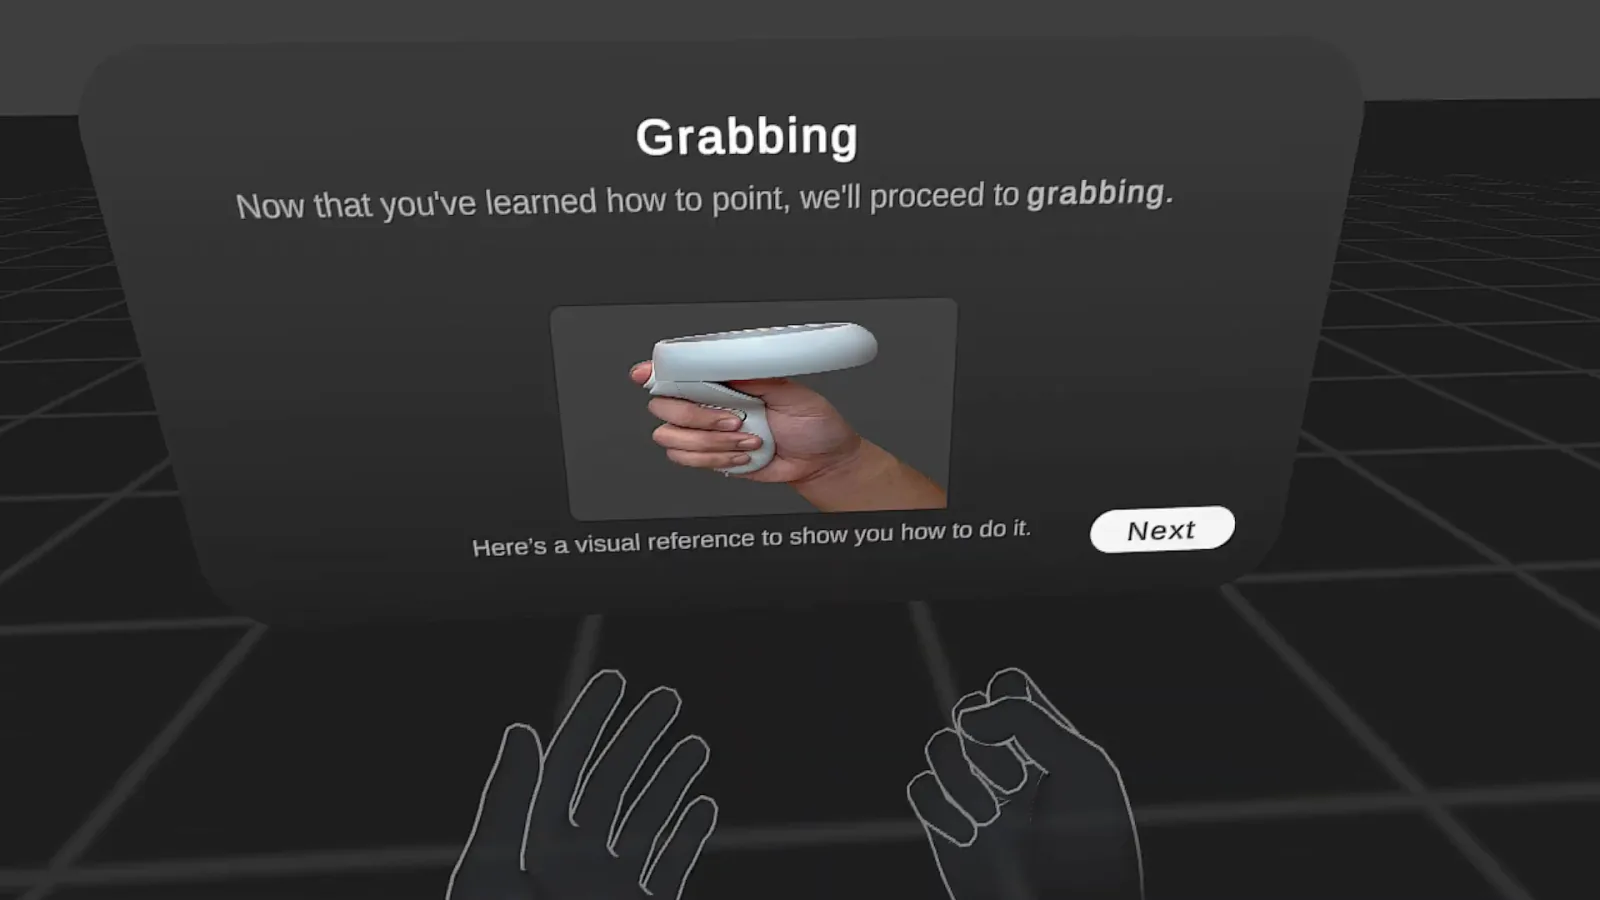 Grabbing
Now that you've learned how to point, we'll proceed to grabbing.
Here's a visual reference to show you how to do it.
Next